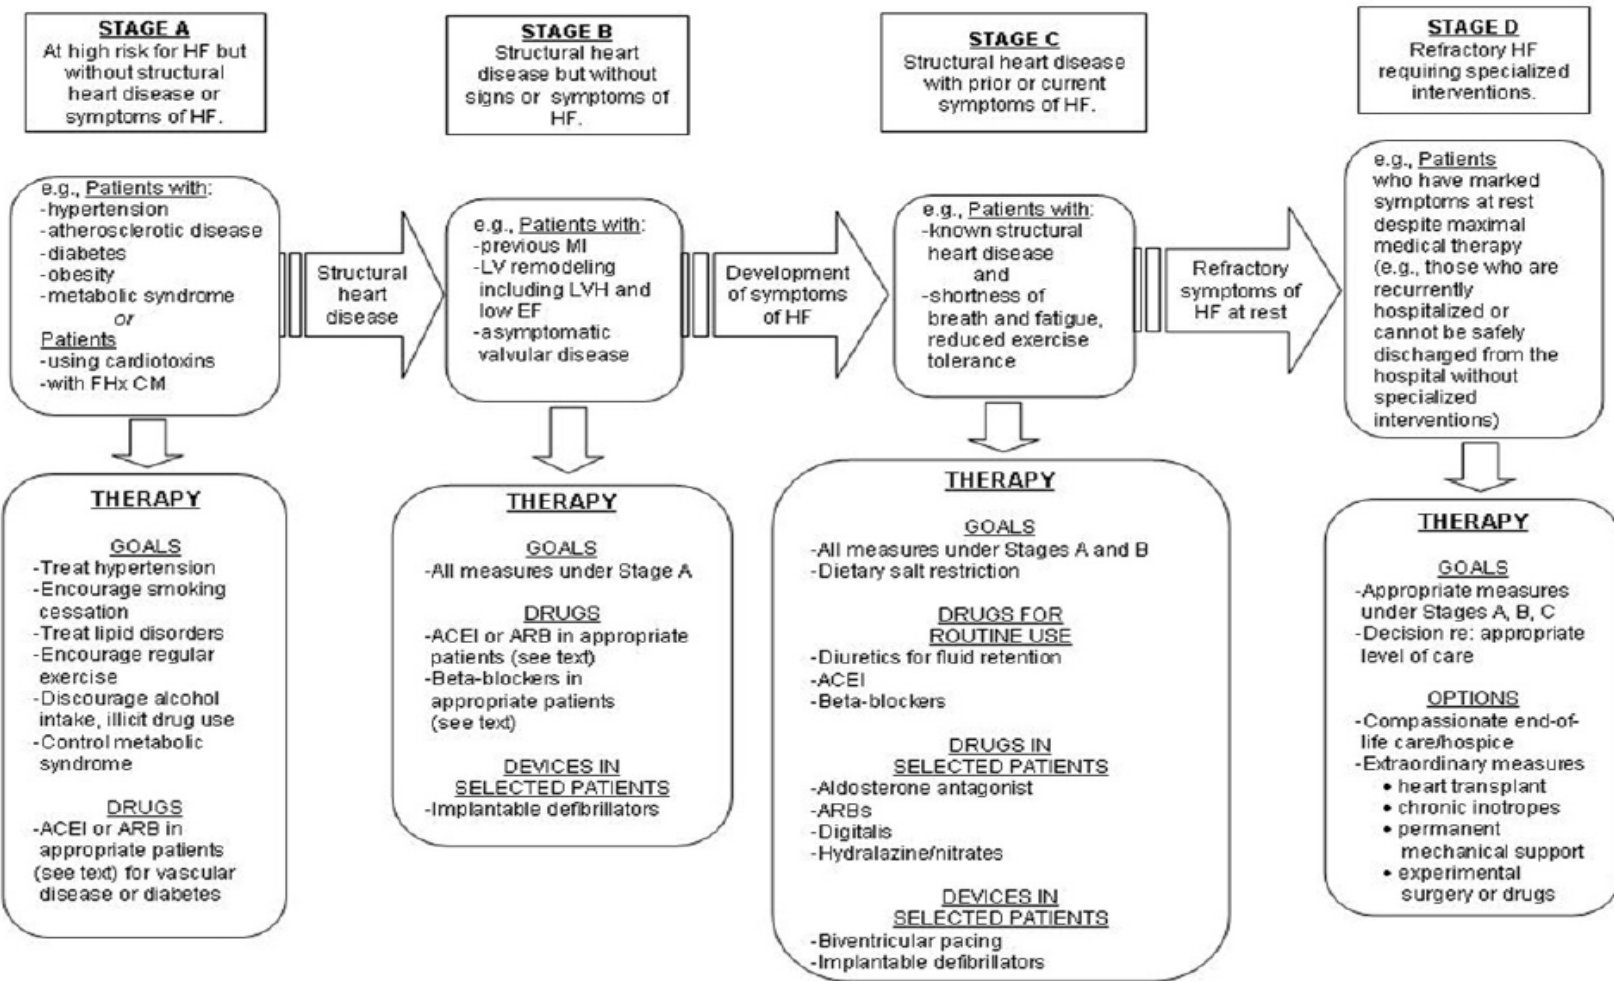 STAGE A
At high risk for HF but
without structural
heart disease or
symptoms of HF.
STAGE B
Structural heart
disease but without
signs or symptoms of
HF.
STAGE C
Structural heart disease
with prior or current
symptoms of HF.
STAGE D
Refractory HF
requiring specialized
interventions.
e.g., Patients with:
-hypertension
-atherosclerotic disease
-diabetes
-obesity
-metabolic syndrome
or
Patients
-using cardiotoxins
-with FHx CM
Structural
heart
disease
e.g., Patients with:
-previous MI
-LV remodeling
including LVH and
low EF
-asymptomatic
valvular disease
Development
of symptoms
of HF
e.g., Patients with:
-known structural
heart disease
and
-shortness of
breath and fatigue,
reduced exercise
tolerance
Refractory
symptoms of
HF at rest
e.g., Patients
who have marked
symptoms at rest
despite maximal
medical therapy
(e.g., those who are
recurrently
hospitalized or
cannot be safely
discharged from the
hospital without
specialized
interventions)
THERAPY
GOALS
-Treat hypertension
-Encourage smoking
cessation
-Treat lipid disorders
-Encourage regular
exercise
-Discourage alcohol
intake, illicit drug use
-Control metabolic
syndrome
DRUGS
-ACEI or ARB in
appropriate patients
(see text) for vascular
disease or diabetes
THERAPY
GOALS
-All measures under Stage A
DRUGS
-ACEI or ARB in appropriate
patients (see text)
-Beta-blockers in
appropriate patients
(see text)
DEVICES IN
SELECTED PATIENTS
-Implantable defibrillators
THERAPY
GOALS
-All measures under Stages A and B
-Dietary salt restriction
DRUGS FOR
ROUTINE USE
-Diuretics for fluid retention
-ACEI
-Beta-blockers
DRUGS IN
SELECTED PATIENTS
-Aldosterone antagonist
-ARBs
-Digitalis
-Hydralazine/nitrates
DEVICES IN
SELECTED PATIENTS
-Biventricular pacing
-Implantable defibrillators
THERAPY
GOALS
-Appropriate measures
under Stages A, B, C
-Decision re: appropriate
level of care
OPTIONS
-Compassionate end-of-
life care/hospice
-Extraordinary measures
• heart transplant
• chronic inotropes
• permanent
mechanical support
• experimental
surgery or drugs